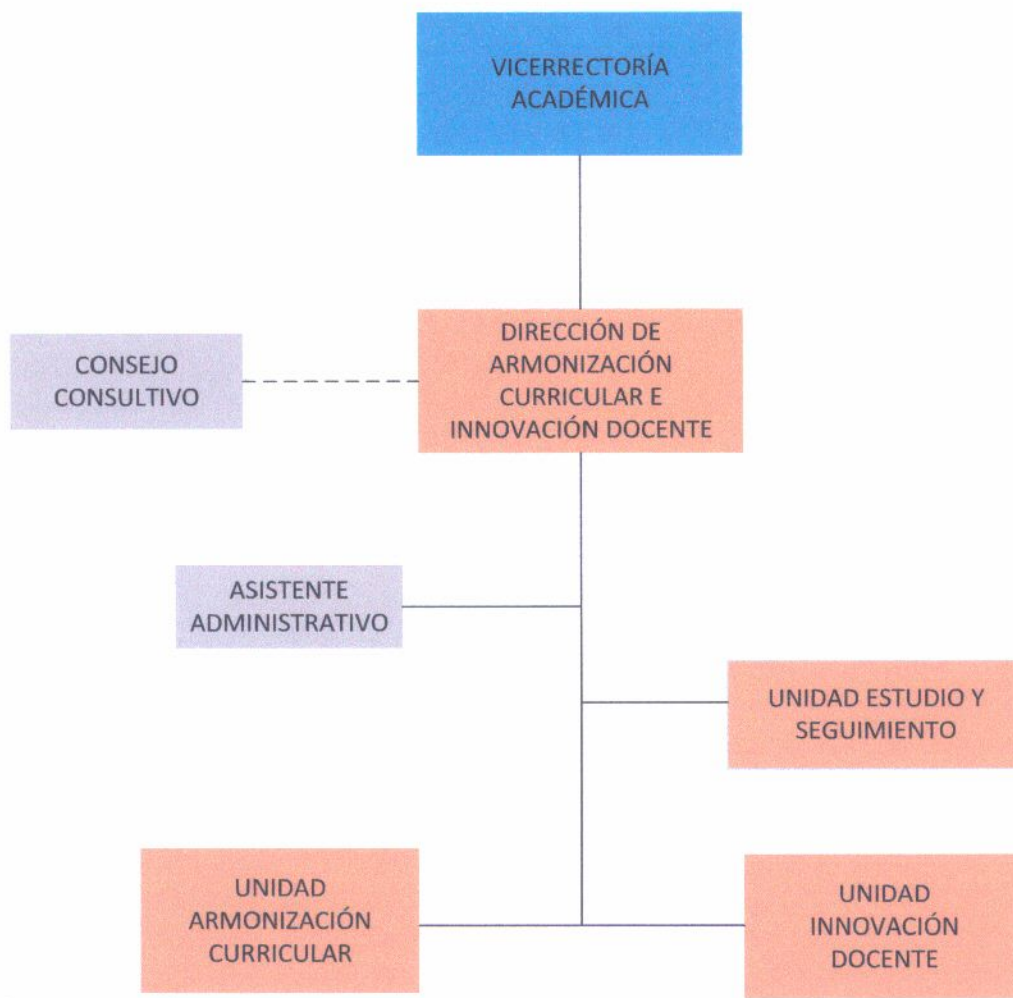 VICERRECTORÍA
ACADÉMICA
DIRECCIÓN DE
ARMONIZACIÓN
CURRICULAR E
INNOVACIÓN DOCENTE
CONSEJO
CONSULTIVO
ASISTENTE
ADMINISTRATIVO
UNIDAD ESTUDIO Y
SEGUIMIENTO
UNIDAD
ARMONIZACIÓN
CURRICULAR
UNIDAD
INNOVACIÓN
DOCENTE